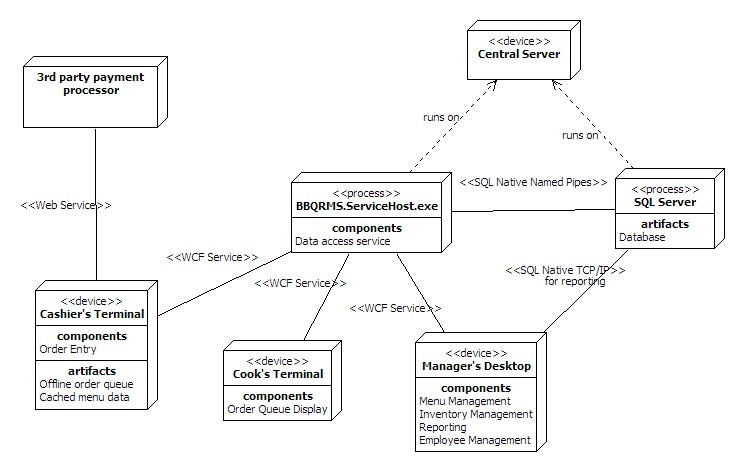 <<device>>
Central Server
3rd party payment
processor
runs on
runs on
<<process>>
BBQRMS.ServiceHost.exe
components
Data access service
<<SQL Native Named Pipes>>
<<process>>
SQL Server
artifacts
Database
<<Web Service>>
<<WCF Service>>
<<WCF Service>>
<<WCF Service>>
<<SQL Native TCP/IP>>
for reporting
<<device>>
Cashier's Terminal
components
Order Entry
artifacts
Offline order queue
Cached menu data
<<device>>
Cook's Terminal
components
Order Queue Display
<<device>>
Manager's Desktop
components
Menu Management
Inventory Management
Reporting
Employee Management